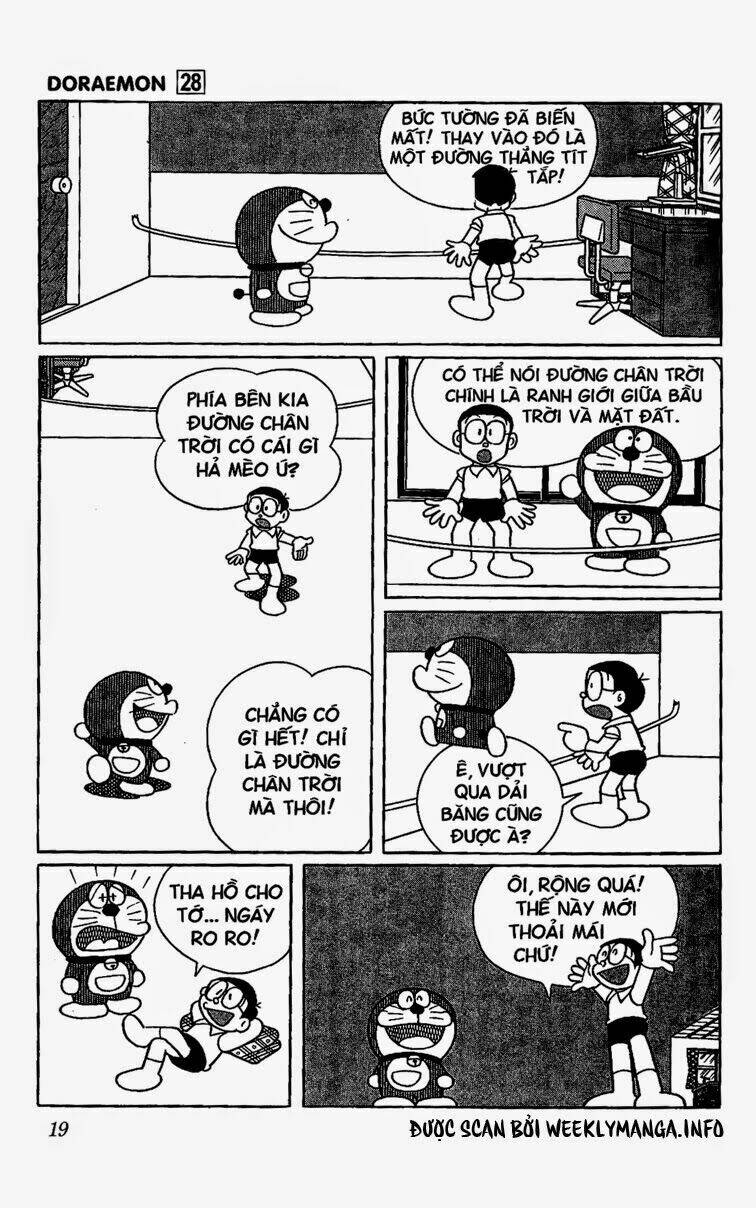 DORAEMON 28
BỨC TƯỜNG ĐÃ BIẾN
MẤT! THAY VÀO ĐÓ LÀ
MỘT ĐƯỜNG THẲNG TÍT
TẮP!
CÓ THỂ NÓI ĐƯỜNG CHÂN TRỜI
CHÍNH LÀ RANH GIỚI GIỮA BẦU
TRỜI VÀ MẶT ĐẤT.
PHÍA BÊN KIA
ĐƯỜNG CHÂN
TRỜI CÓ CÁI GÌ
HẢ MÈO Ú?
CHẲNG CÓ
GÌ HẾT! CHỈ
LÀ ĐƯỜNG
CHÂN TRỜI
MÀ THÔI!
Ê, VƯỢT
QUA DẢI
BĂNG CŨNG
ĐƯỢC À?
ÔI, RỘNG QUÁ!
THẾ NÀY MỚI
THOẢI MÁI
CHỨ!
THA HỒ CHO
TỚ... NGÁY
RO RO!
19
ĐƯỢC SCAN BỞI WEEKLYMANGA.INFO